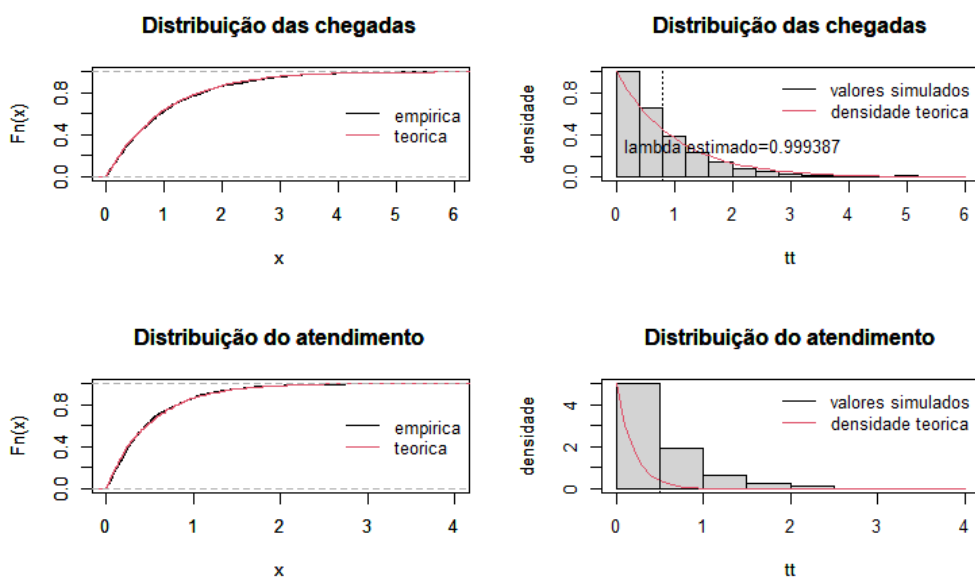 Distribuição das chegadas
Fn(x)
0.0 0.4 0.8
empirica
teorica
0 1 2 3 4 5 6
x
Distribuição das chegadas
densidade
0.0 0.4 0.8
valores simulados
densidade teorica
lambda estimado=0.999387
0 1 2 3 4 5 6
tt
Distribuição do atendimento
Fn(x)
0.0 0.4 0.8
empirica
teorica
0 1 2 3 4
x
Distribuição do atendimento
densidade
0 2 4
valores simulados
densidade teorica
0 1 2 3 4
tt